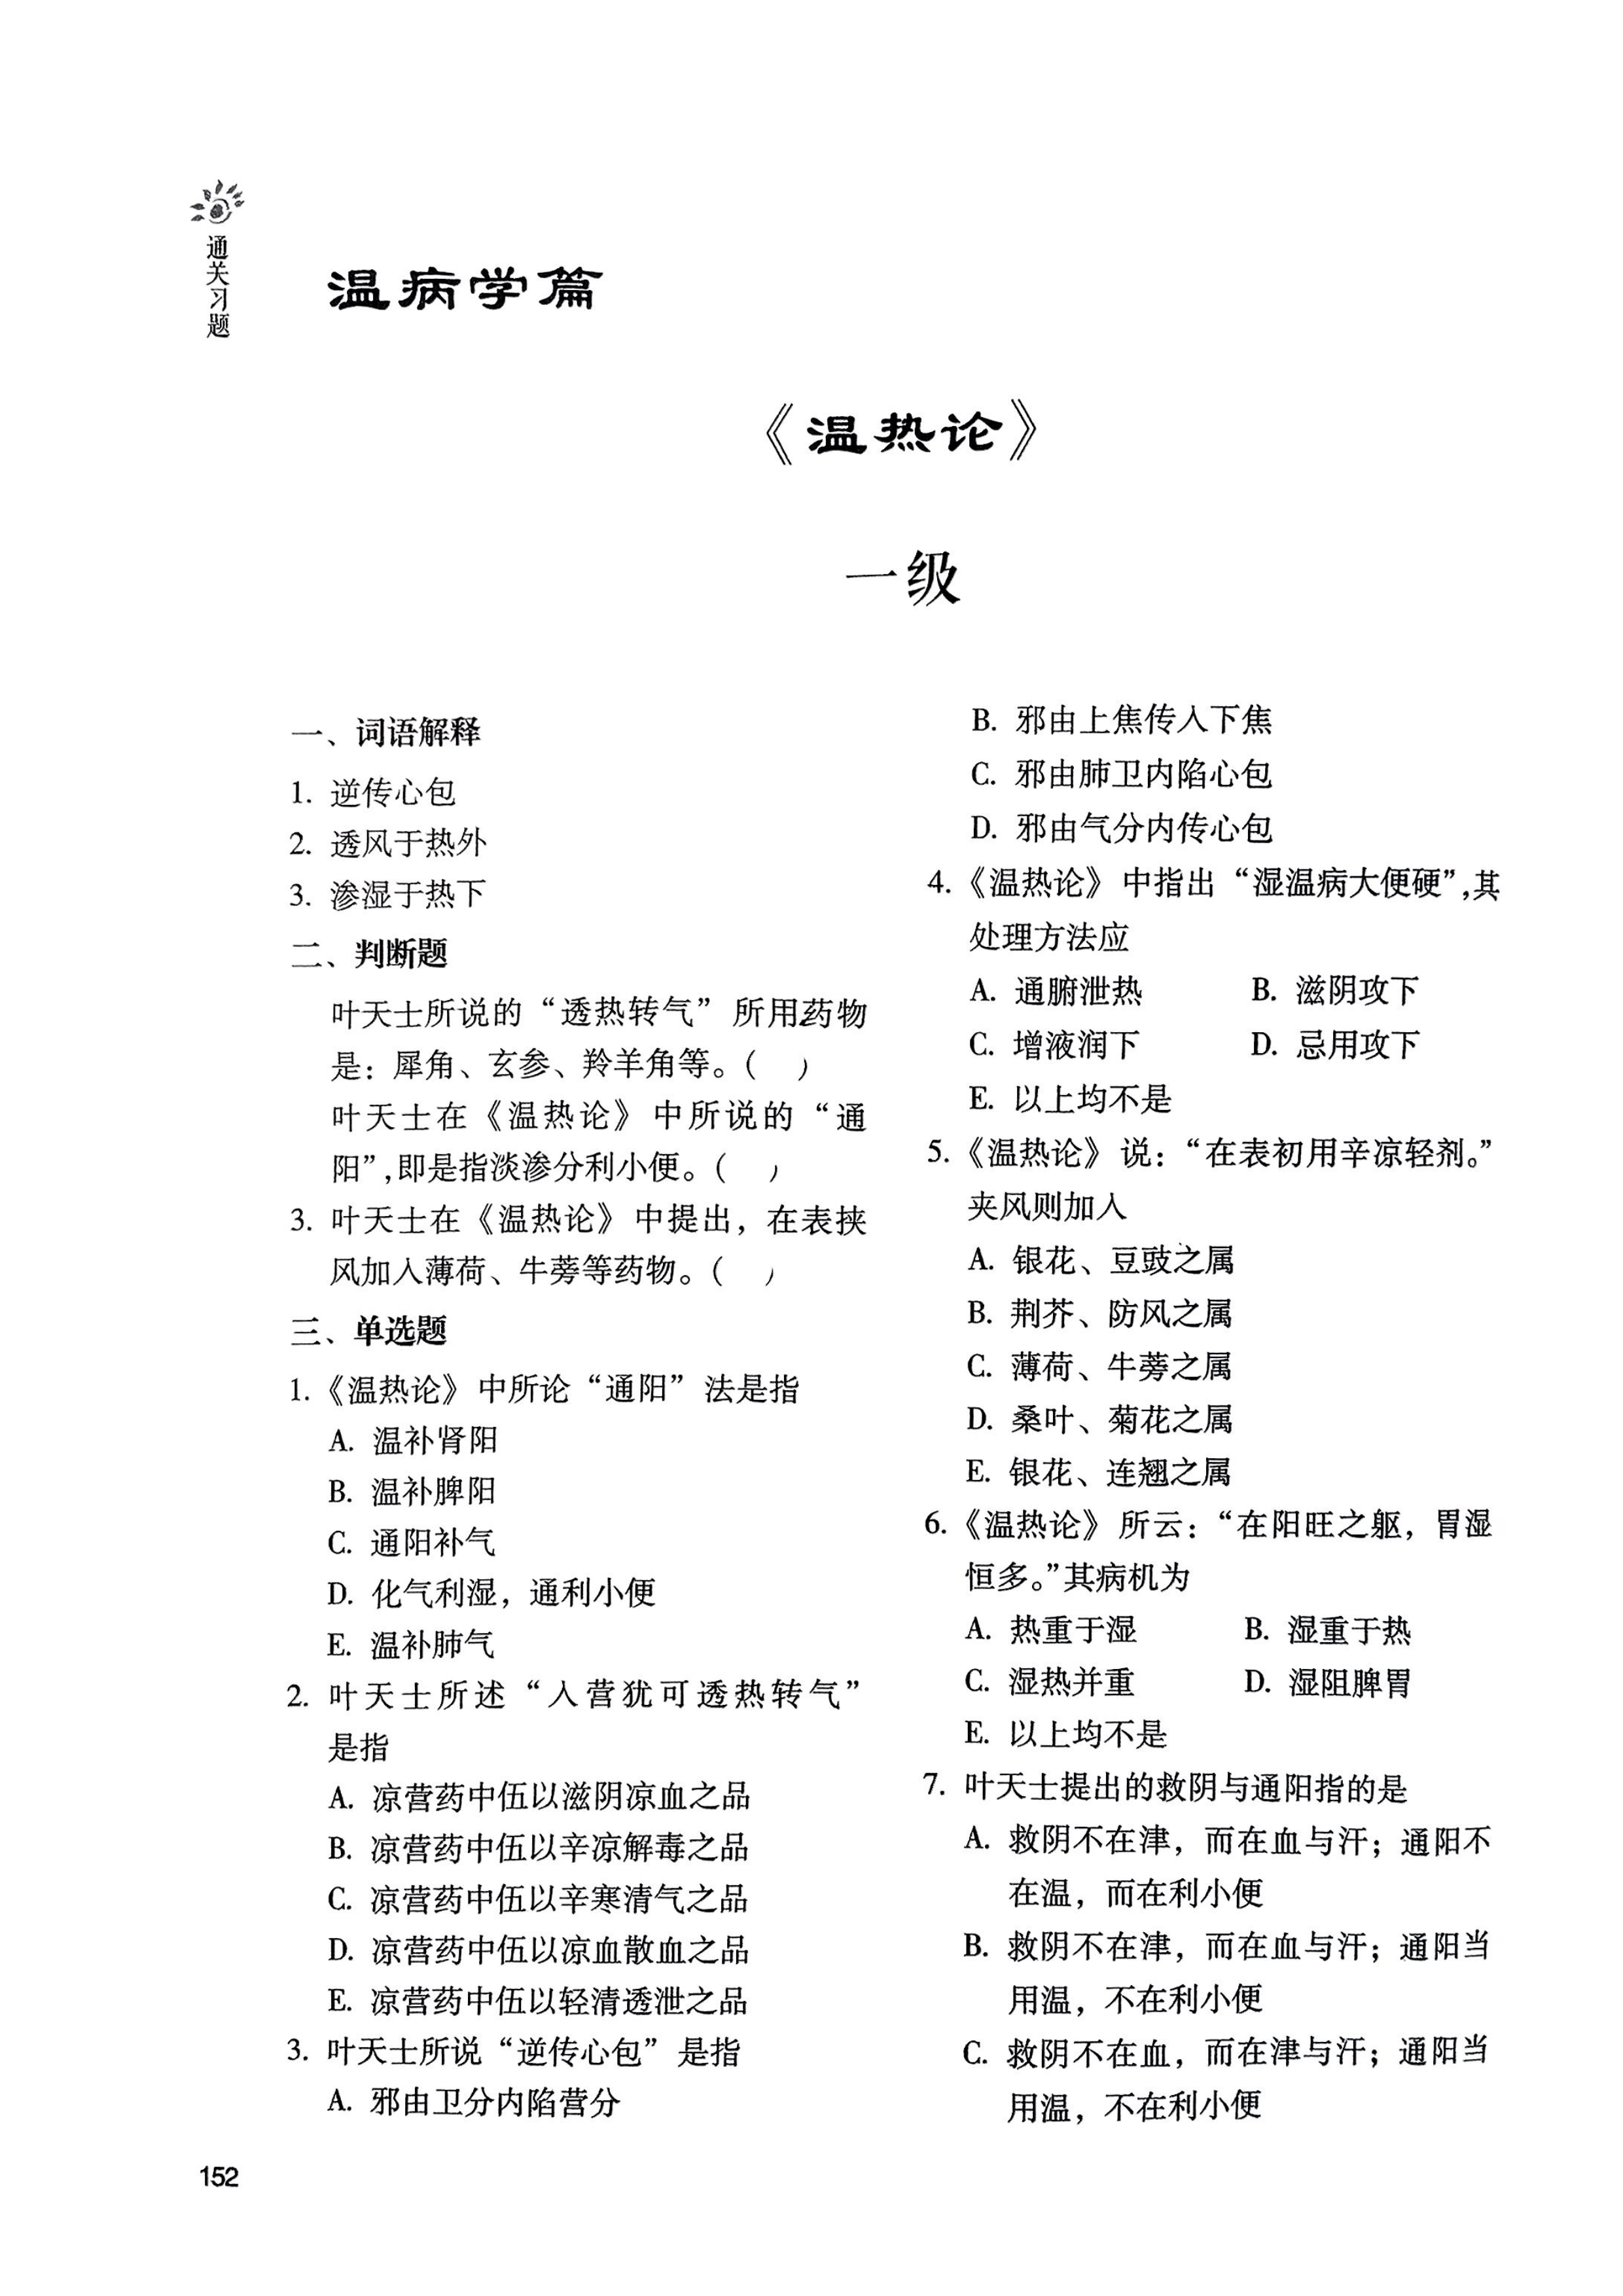 通关习题
温病学篇
《温热论》
一级
一、词语解释
1. 逆传心包
2. 透风于热外
3. 渗湿于热下
二、判断题
叶天士所说的“透热转气”所用药物
是：犀角、玄参、羚羊角等。（ ）
叶天士在《温热论》中所说的“通
阳”,即是指淡渗分利小便。（ ）
3. 叶天士在《温热论》中提出，在表挟
风加入薄荷、牛蒡等药物。（ ）
三、单选题
1.《温热论》中所论“通阳”法是指
A. 温补肾阳
B. 温补脾阳
C. 通阳补气
D. 化气利湿，通利小便
E. 温补肺气
2. 叶天士所述“入营犹可透热转气”
是指
A. 凉营药中伍以滋阴凉血之品
B. 凉营药中伍以辛凉解毒之品
C. 凉营药中伍以辛寒清气之品
D. 凉营药中伍以凉血散血之品
E. 凉营药中伍以轻清透泄之品
3. 叶天士所说“逆传心包”是指
A. 邪由卫分内陷营分
B. 邪由上焦传入下焦
C. 邪由肺卫内陷心包
D. 邪由气分内传心包
4.《温热论》中指出“湿温病大便硬”,其
处理方法应
A. 通腑泄热 B. 滋阴攻下
C. 增液润下 D. 忌用攻下
E. 以上均不是
5.《温热论》说：“在表初用辛凉轻剂。”
夹风则加入
A. 银花、豆豉之属
B. 荆芥、防风之属
C. 薄荷、牛蒡之属
D. 桑叶、菊花之属
E. 银花、连翘之属
6.《温热论》所云：“在阳旺之躯，胃湿
恒多。”其病机为
A. 热重于湿 B. 湿重于热
C. 湿热并重 D. 湿阻脾胃
E. 以上均不是
7. 叶天士提出的救阴与通阳指的是
A. 救阴不在津，而在血与汗；通阳不
在温，而在利小便
B. 救阴不在津，而在血与汗；通阳当
用温，不在利小便
C. 救阴不在血，而在津与汗；通阳当
用温，不在利小便
152